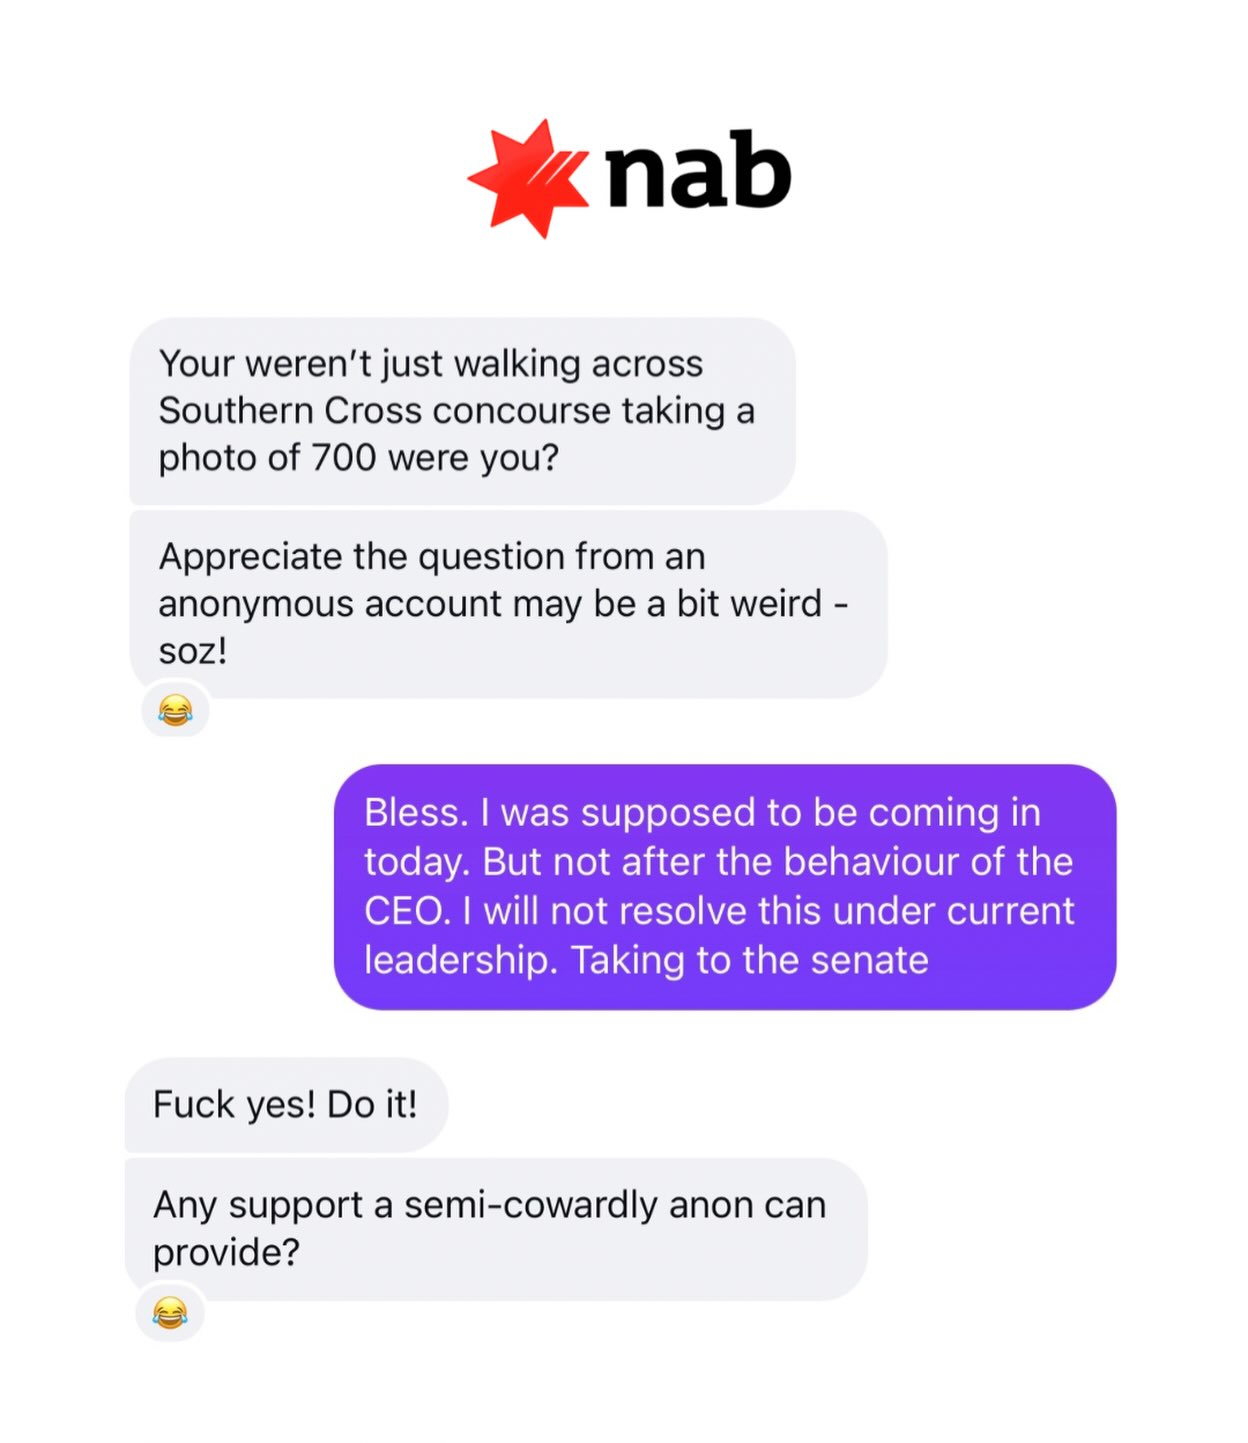 nab
Your weren’t just walking across
Southern Cross concourse taking a
photo of 700 were you?
Appreciate the question from an
anonymous account may be a bit weird -
soz!
Bless. I was supposed to be coming in
today. But not after the behaviour of the
CEO. I will not resolve this under current
leadership. Taking to the senate
Fuck yes! Do it!
Any support a semi-cowardly anon can
provide?